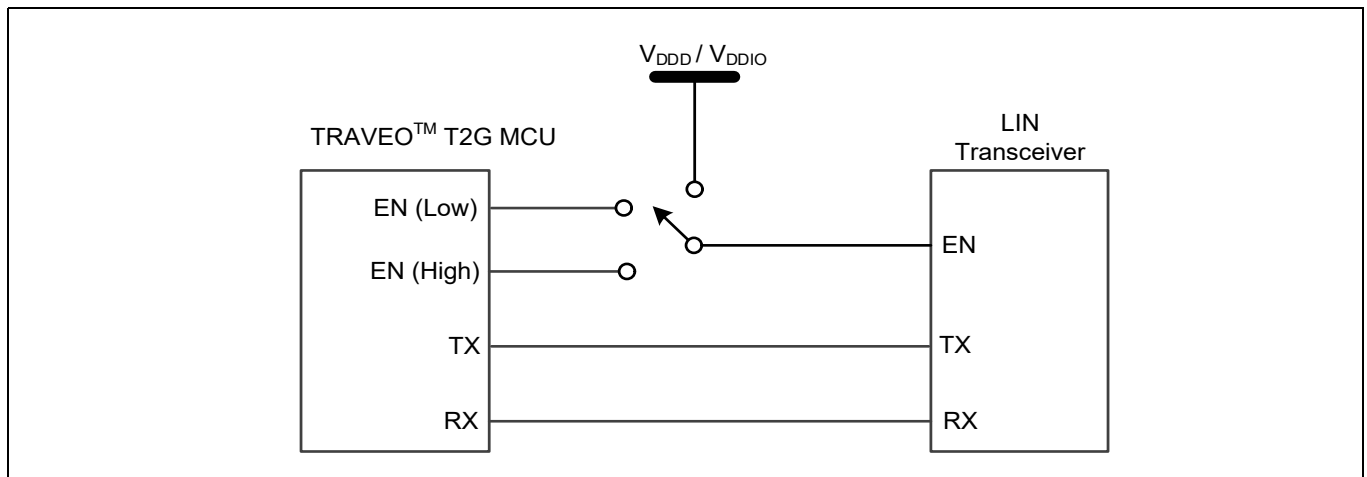 VDDD / VDDIO
TRAVEO™ T2G MCU
LIN
Transceiver
EN (Low)
EN (High)
EN
TX
TX
RX
RX